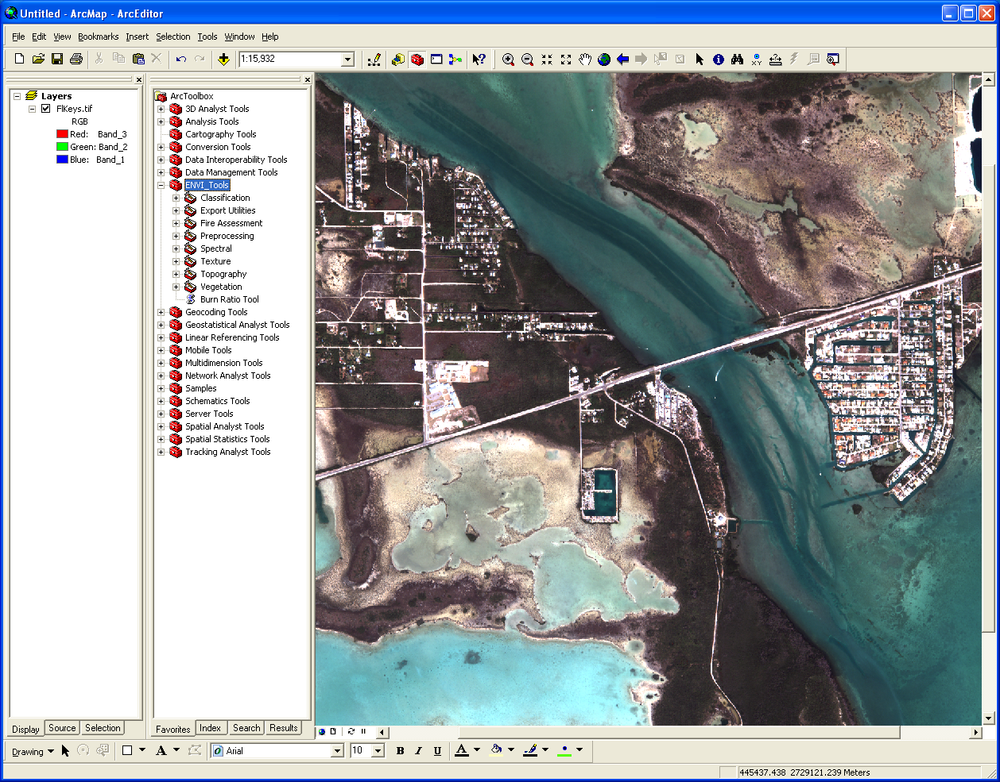 Untitled - ArcMap - ArcEditor
File Edit View Bookmarks Insert Selection Tools Window Help
1:15,932
Layers
FlKeys.tif
RGB
Red: Band_3
Green: Band_2
Blue: Band_1
Display Source Selection
ArcToolbox
3D Analyst Tools
Analysis Tools
Cartography Tools
Conversion Tools
Data Interoperability Tools
Data Management Tools
ENVI_Tools
Classification
Export Utilities
Fire Assessment
Preprocessing
Spectral
Texture
Topography
Vegetation
Burn Ratio Tool
Geocoding Tools
Geostatistical Analyst Tools
Linear Referencing Tools
Mobile Tools
Multidimension Tools
Network Analyst Tools
Samples
Schematics Tools
Server Tools
Spatial Analyst Tools
Spatial Statistics Tools
Tracking Analyst Tools
Favorites Index Search Results
Drawing A Arial 10 B I U A
445437.438 2729121.239 Meters